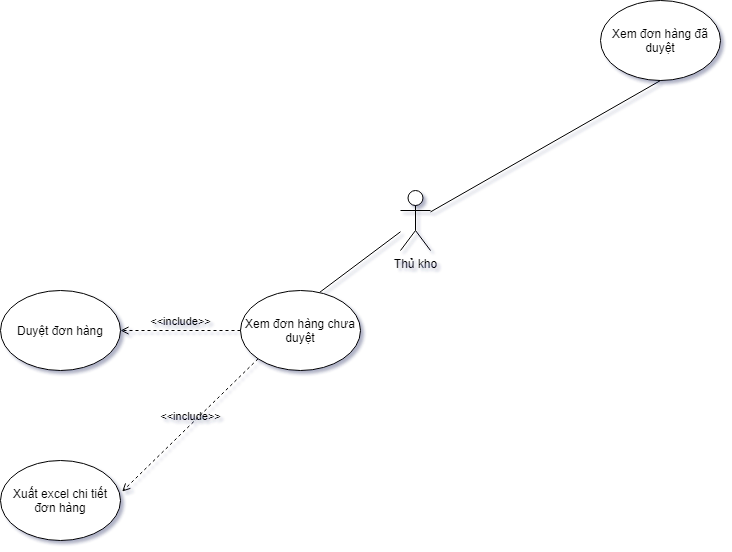 Xem đơn hàng đã
duyệt
Thủ kho
Xem đơn hàng chưa
duyệt
<<include>>
Duyệt đơn hàng
<<include>>
Xuất excel chi tiết
đơn hàng